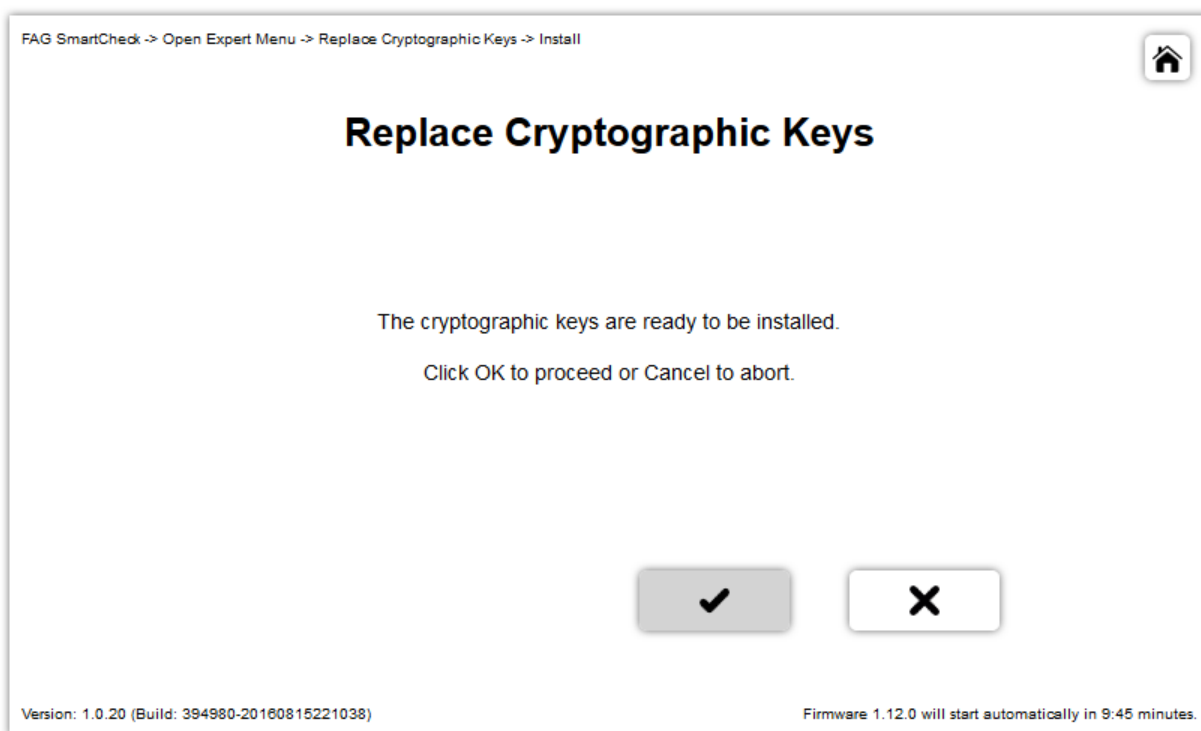 FAG SmartCheck -> Open Expert Menu -> Replace Cryptographic Keys -> Install
Replace Cryptographic Keys
The cryptographic keys are ready to be installed.
Click OK to proceed or Cancel to abort.
Version: 1.0.20 (Build: 394980-20160815221038)
Firmware 1.12.0 will start automatically in 9:45 minutes.